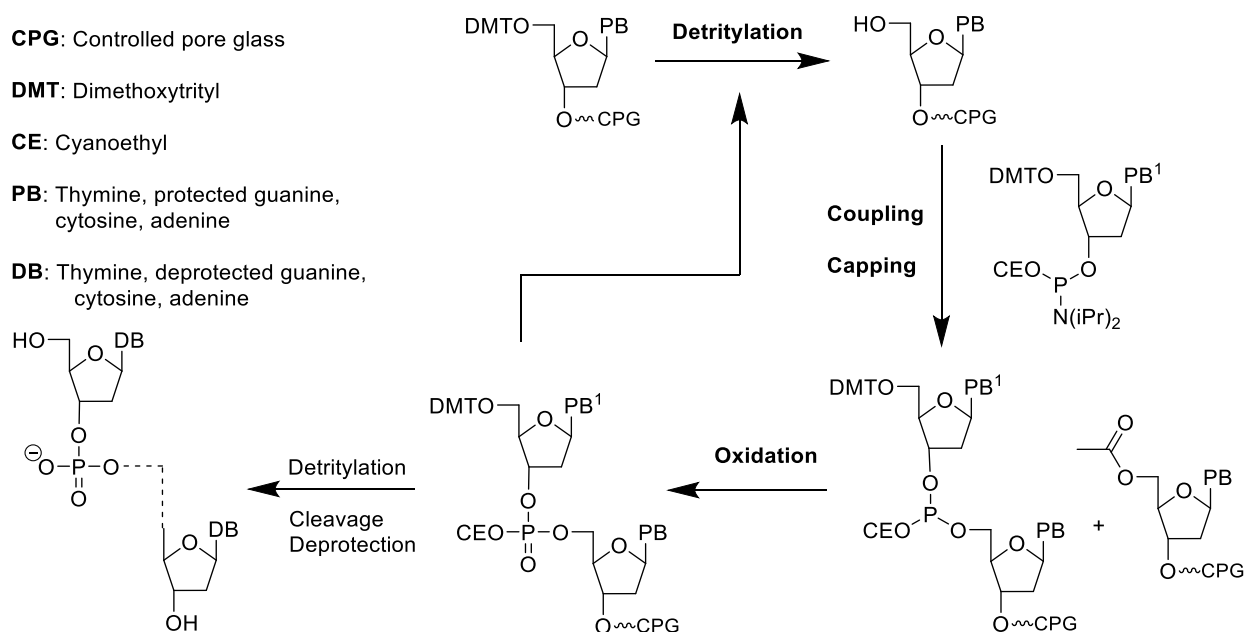 CPG: Controlled pore glass
DMT: Dimethoxytrityl
CE: Cyanoethyl
PB: Thymine, protected guanine,
cytosine, adenine
DB: Thymine, deprotected guanine,
cytosine, adenine
DMTO
O
PB
O
CPG
Detritylation
HO
O
PB
O
CPG
Coupling
Capping
DMTO
O
PB1
CEO
O
P
N(iPr)2
DMTO
O
PB1
O
CEO
P
O
O
PB
O
CPG
+
O
O
O
PB
O
CPG
Oxidation
DMTO
O
PB1
O
CEO
P
O
O
O
PB
O
CPG
Detritylation
Cleavage
Deprotection
HO
O
DB
O
⊖O
P
O
O
O
DB
OH